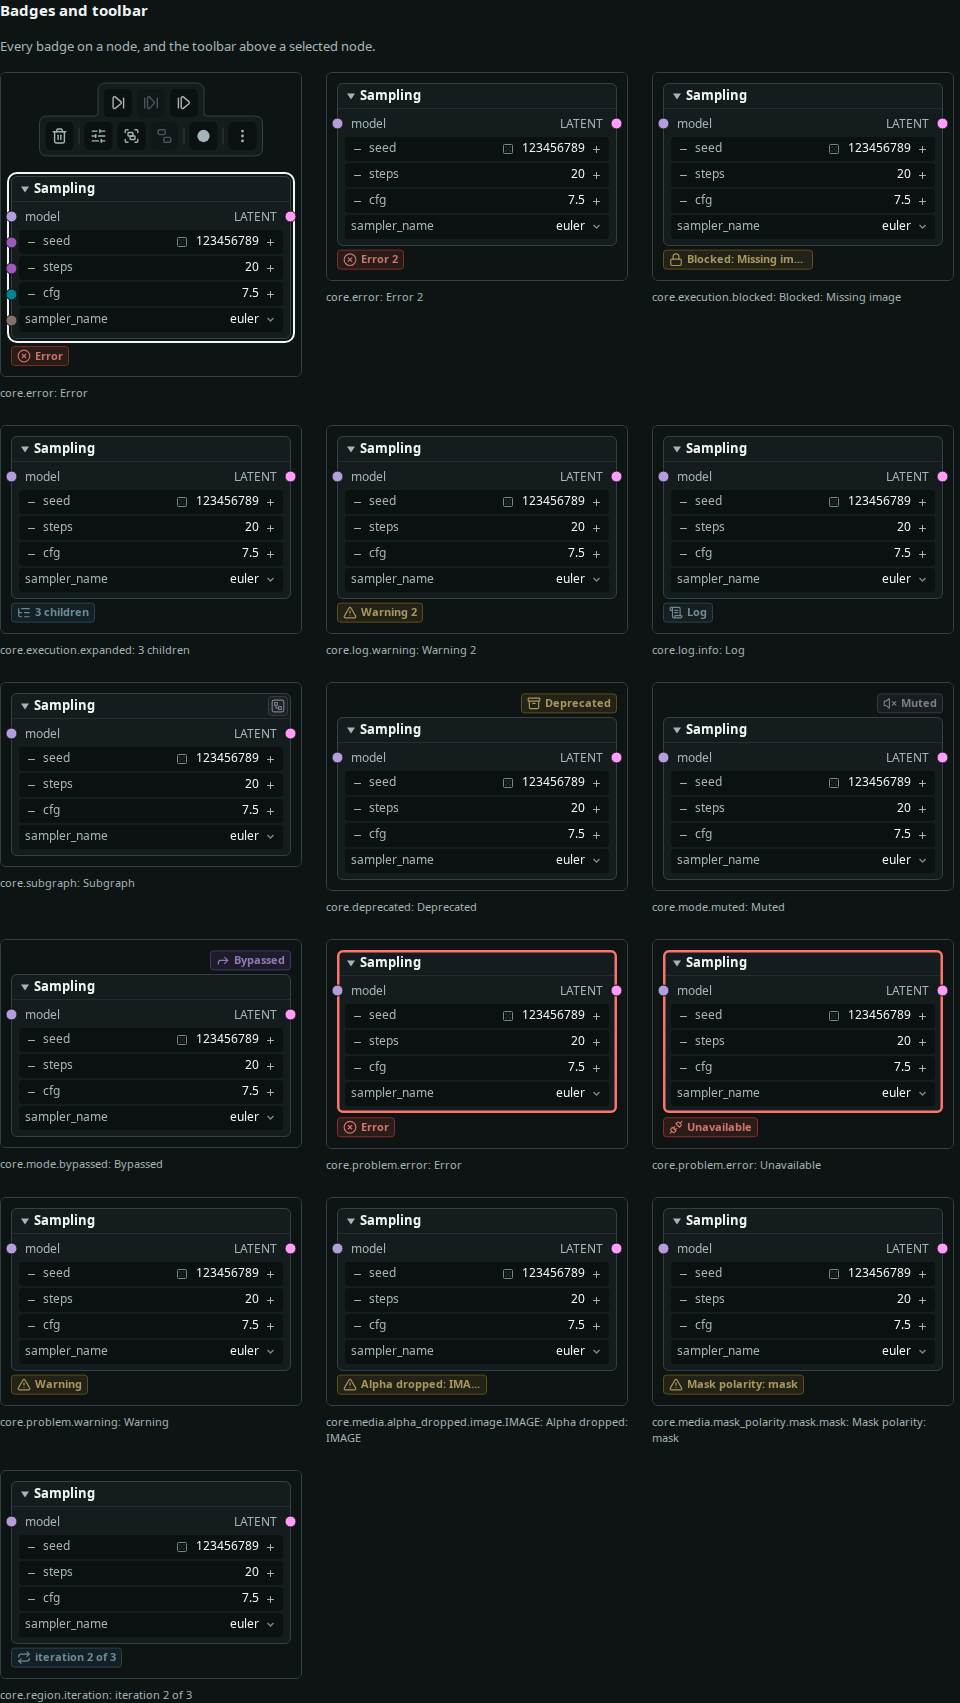 Badges and toolbar
Every badge on a node, and the toolbar above a selected node.
Sampling
model LATENT
– seed 123456789 +
– steps 20 +
– cfg 7.5 +
sampler_name euler
Error
core.error: Error
Sampling
model LATENT
– seed 123456789 +
– steps 20 +
– cfg 7.5 +
sampler_name euler
Error 2
core.error: Error 2
Sampling
model LATENT
– seed 123456789 +
– steps 20 +
– cfg 7.5 +
sampler_name euler
Blocked: Missing im...
core.execution.blocked: Blocked: Missing image
Sampling
model LATENT
– seed 123456789 +
– steps 20 +
– cfg 7.5 +
sampler_name euler
3 children
core.execution.expanded: 3 children
Sampling
model LATENT
– seed 123456789 +
– steps 20 +
– cfg 7.5 +
sampler_name euler
Warning 2
core.log.warning: Warning 2
Sampling
model LATENT
– seed 123456789 +
– steps 20 +
– cfg 7.5 +
sampler_name euler
Log
core.log.info: Log
Sampling
model LATENT
– seed 123456789 +
– steps 20 +
– cfg 7.5 +
sampler_name euler
core.subgraph: Subgraph
Deprecated
Sampling
model LATENT
– seed 123456789 +
– steps 20 +
– cfg 7.5 +
sampler_name euler
core.deprecated: Deprecated
Muted
Sampling
model LATENT
– seed 123456789 +
– steps 20 +
– cfg 7.5 +
sampler_name euler
core.mode.muted: Muted
Bypassed
Sampling
model LATENT
– seed 123456789 +
– steps 20 +
– cfg 7.5 +
sampler_name euler
core.mode.bypassed: Bypassed
Sampling
model LATENT
– seed 123456789 +
– steps 20 +
– cfg 7.5 +
sampler_name euler
Error
core.problem.error: Error
Sampling
model LATENT
– seed 123456789 +
– steps 20 +
– cfg 7.5 +
sampler_name euler
Unavailable
core.problem.error: Unavailable
Sampling
model LATENT
– seed 123456789 +
– steps 20 +
– cfg 7.5 +
sampler_name euler
Warning
core.problem.warning: Warning
Sampling
model LATENT
– seed 123456789 +
– steps 20 +
– cfg 7.5 +
sampler_name euler
Alpha dropped: IMA...
core.media.alpha_dropped.image.IMAGE: Alpha dropped:
IMAGE
Sampling
model LATENT
– seed 123456789 +
– steps 20 +
– cfg 7.5 +
sampler_name euler
Mask polarity: mask
core.media.mask_polarity.mask.mask: Mask polarity:
mask
Sampling
model LATENT
– seed 123456789 +
– steps 20 +
– cfg 7.5 +
sampler_name euler
iteration 2 of 3
core.region.iteration: iteration 2 of 3